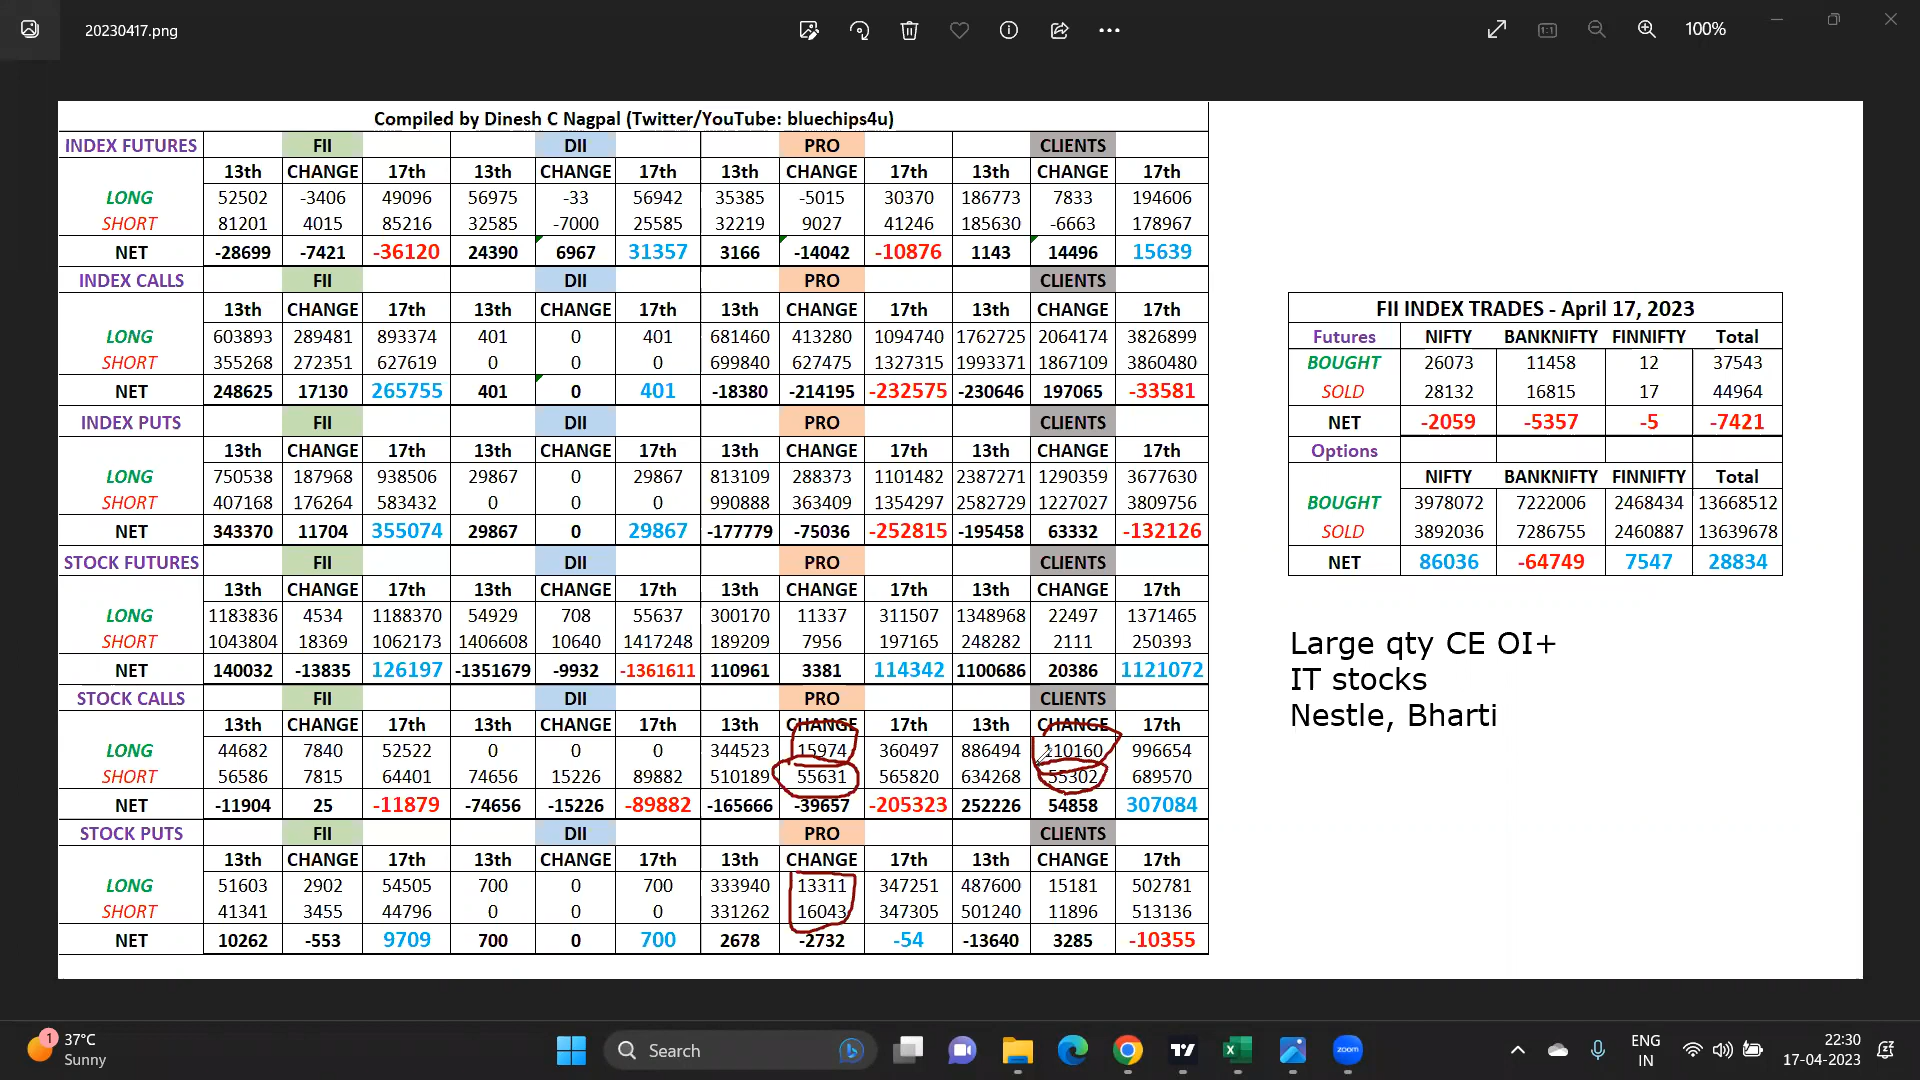 20230417.png
100%
Compiled by Dinesh C Nagpal (Twitter/YouTube: bluechips4u)
INDEX FUTURES FII DII PRO CLIENTS
13th CHANGE 17th 13th CHANGE 17th 13th CHANGE 17th 13th CHANGE 17th
LONG 52502 -3406 49096 56975 -33 56942 35385 -5015 30370 186773 7833 194606
SHORT 81201 4015 85216 32585 -7000 25585 32219 9027 41246 185630 -6663 178967
NET -28699 -7421 -36120 24390 6967 31357 3166 -14042 -10876 1143 14496 15639
INDEX CALLS FII DII PRO CLIENTS
13th CHANGE 17th 13th CHANGE 17th 13th CHANGE 17th 13th CHANGE 17th
LONG 603893 289481 893374 401 0 401 681460 413280 1094740 1762725 2064174 3826899
SHORT 355268 272351 627619 0 0 0 699840 627475 1327315 1993371 1867109 3860480
NET 248625 17130 265755 401 0 401 -18380 -214195 -232575 -230646 197065 -33581
INDEX PUTS FII DII PRO CLIENTS
13th CHANGE 17th 13th CHANGE 17th 13th CHANGE 17th 13th CHANGE 17th
LONG 750538 187968 938506 29867 0 29867 813109 288373 1101482 2387271 1290359 3677630
SHORT 407168 176264 583432 0 0 0 990888 363409 1354297 2582729 1227027 3809756
NET 343370 11704 355074 29867 0 29867 -177779 -75036 -252815 -195458 63332 -132126
STOCK FUTURES FII DII PRO CLIENTS
13th CHANGE 17th 13th CHANGE 17th 13th CHANGE 17th 13th CHANGE 17th
LONG 1183836 4534 1188370 54929 708 55637 300170 11337 311507 1348968 22497 1371465
SHORT 1043804 18369 1062173 1406608 10640 1417248 189209 7956 197165 248282 2111 250393
NET 140032 -13835 126197 -1351679 -9932 -1361611 110961 3381 114342 1100686 20386 1121072
STOCK CALLS FII DII PRO CLIENTS
13th CHANGE 17th 13th CHANGE 17th 13th CHANGE 17th 13th CHANGE 17th
LONG 44682 7840 52522 0 0 0 344523 15974 360497 886494 110160 996654
SHORT 56586 7815 64401 74656 15226 89882 510189 55631 565820 634268 55302 689570
NET -11904 25 -11879 -74656 -15226 -89882 -165666 -39657 -205323 252226 54858 307084
STOCK PUTS FII DII PRO CLIENTS
13th CHANGE 17th 13th CHANGE 17th 13th CHANGE 17th 13th CHANGE 17th
LONG 51603 2902 54505 700 0 700 333940 13311 347251 487600 15181 502781
SHORT 41341 3455 44796 0 0 0 331262 16043 347305 501240 11896 513136
NET 10262 -553 9709 700 0 700 2678 -2732 -54 -13640 3285 -10355
FII INDEX TRADES - April 17, 2023
Futures NIFTY BANKNIFTY FINNIFTY Total
BOUGHT 26073 11458 12 37543
SOLD 28132 16815 17 44964
NET -2059 -5357 -5 -7421
Options
NIFTY BANKNIFTY FINNIFTY Total
BOUGHT 3978072 7222006 2468434 13668512
SOLD 3892036 7286755 2460887 13639678
NET 86036 -64749 7547 28834
Large qty CE OI+
IT stocks
Nestle, Bharti
1
37°C
Sunny
Search
zoom
ENG
IN
22:30
17-04-2023